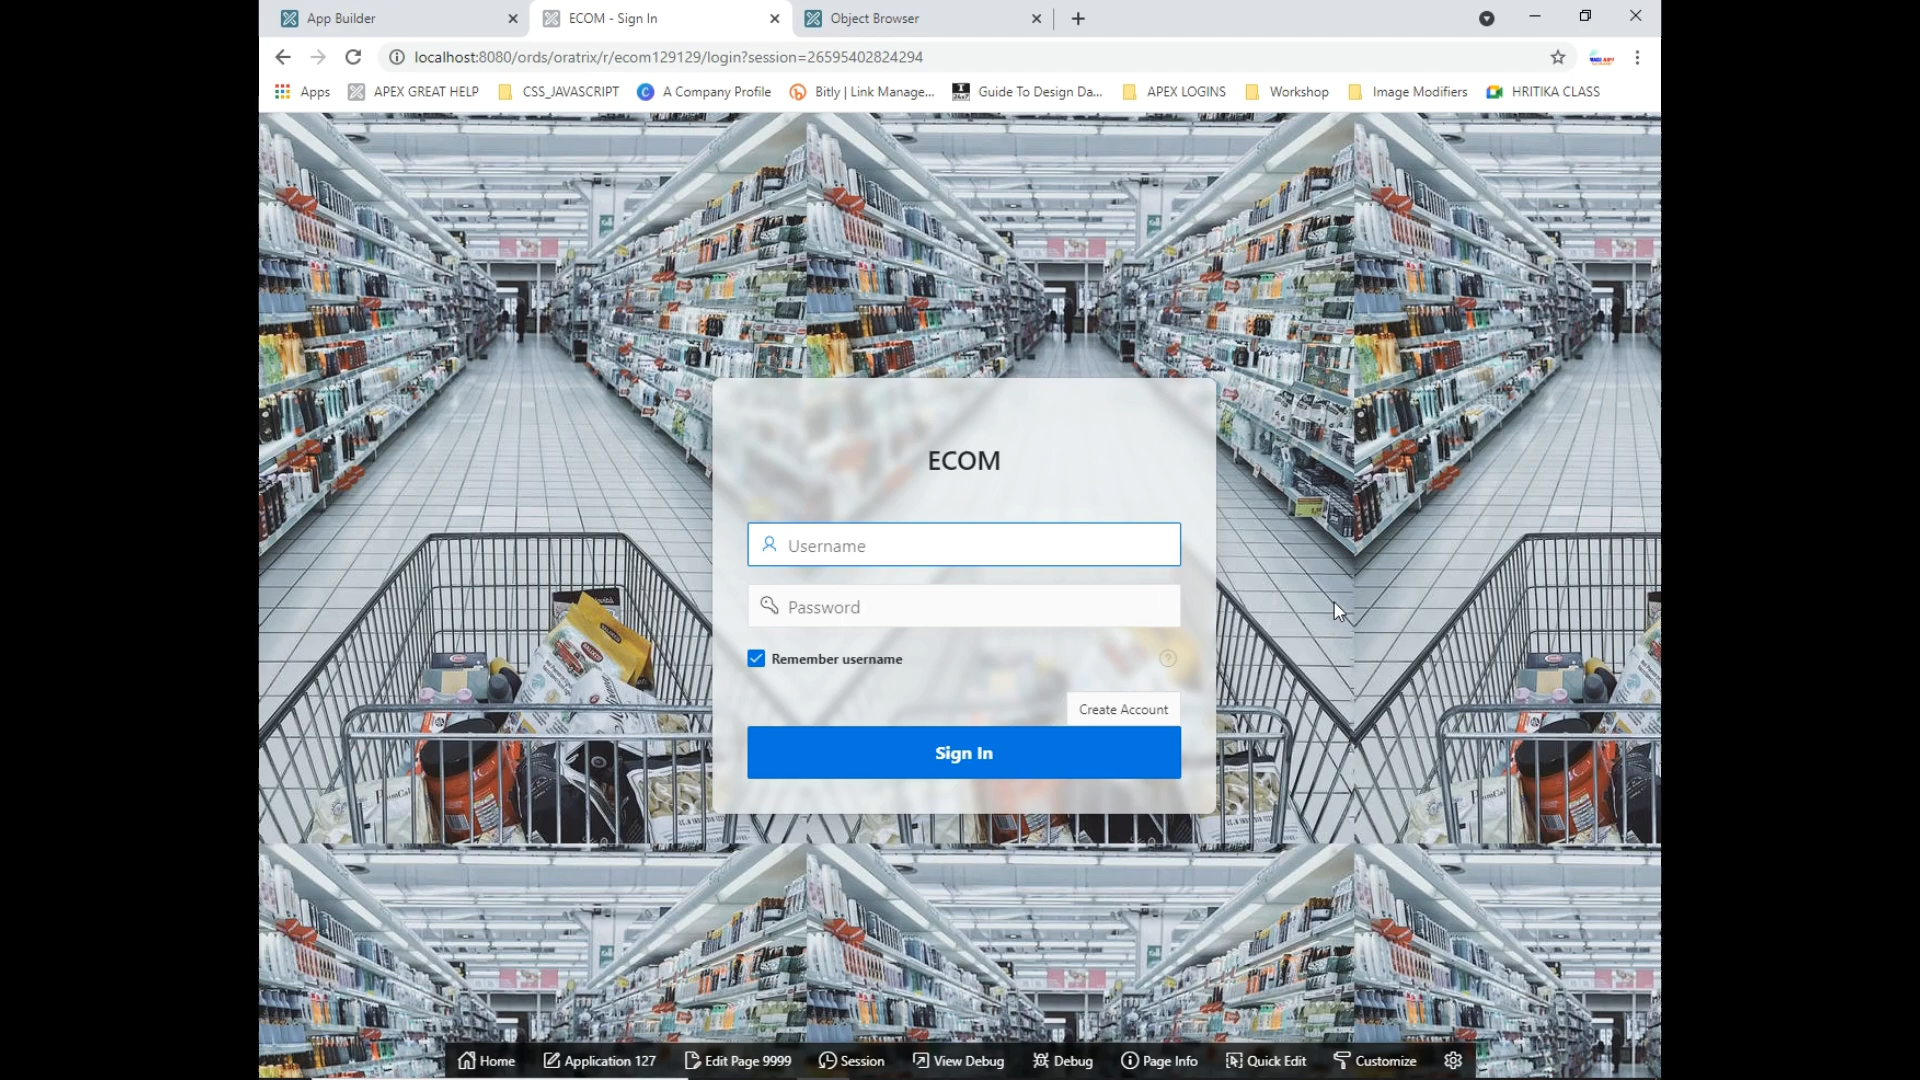 App Builder
ECOM - Sign In
Object Browser
localhost:8080/ords/oratrix/r/ecom129129/login?session=26595402824294
Apps
APEX GREAT HELP
CSS_JAVASCRIPT
A Company Profile
Bitly | Link Manage...
Guide To Design Da...
APEX LOGINS
Workshop
Image Modifiers
HRITIKA CLASS
ECOM
Username
Password
Remember username
Create Account
Sign In
Home
Application 127
Edit Page 9999
Session
View Debug
Debug
Page Info
Quick Edit
Customize